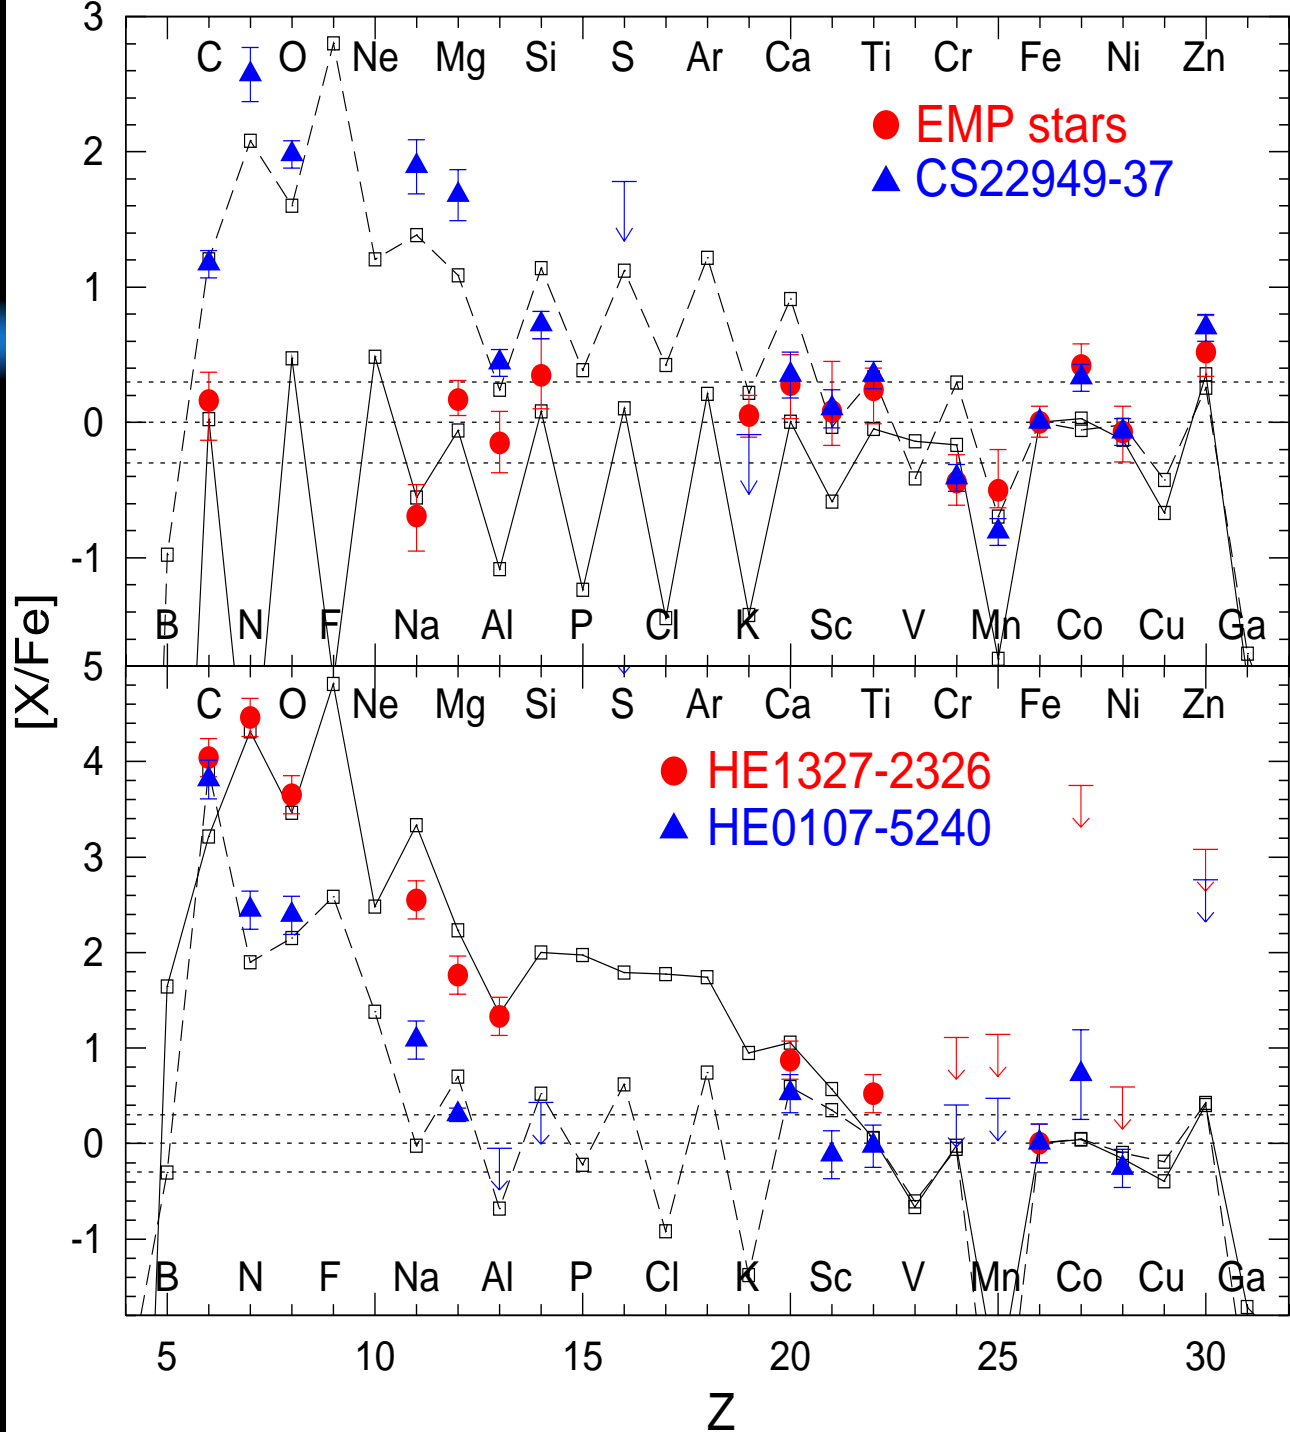 3
C O Ne Mg Si S Ar Ca Ti Cr Fe Ni Zn
EMP stars
2
CS22949-37
1
0
-1
B N F Na Al P Cl K Sc V Mn Co Cu Ga
[X/Fe]
5
C O Ne Mg Si S Ar Ca Ti Cr Fe Ni Zn
4
HE1327-2326
HE0107-5240
3
2
1
0
-1
B N F Na Al P Cl K Sc V Mn Co Cu Ga
5 10 15 20 25 30
Z